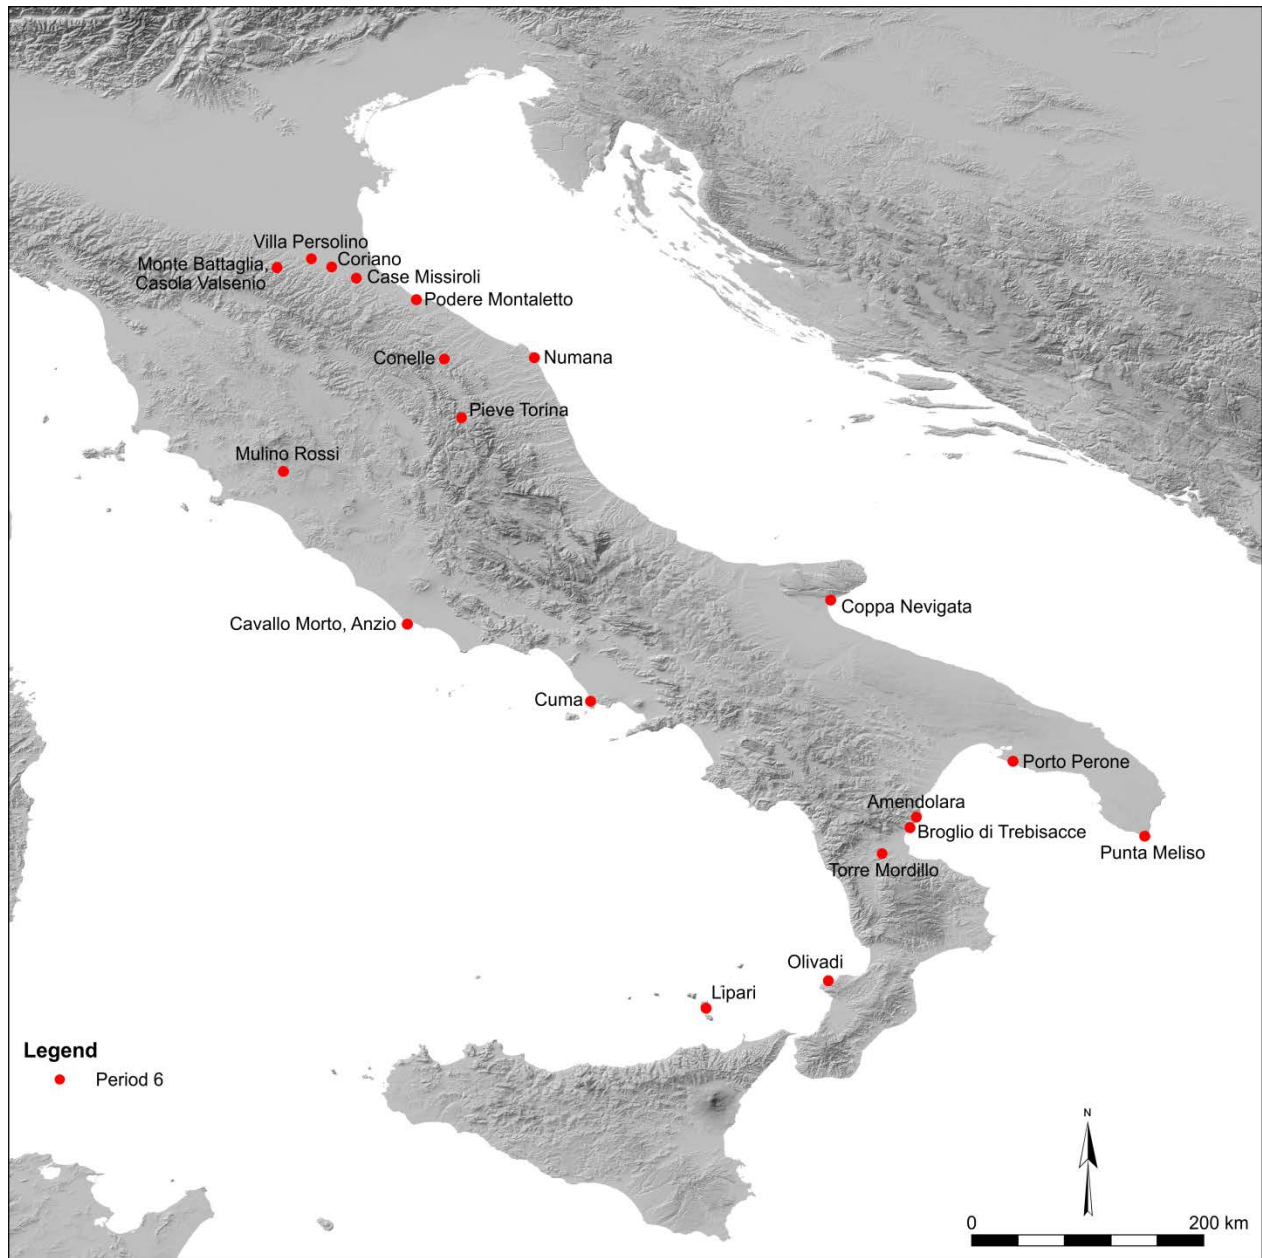 Villa Persolino
Monte Battaglia,
Casola Valsenio
Coriano
Case Missiroli
Podere Montaletto
Conelle
Numana
Pieve Torina
Mulino Rossi
Coppa Nevigata
Cavallo Morto, Anzio
Cuma
Porto Perone
Amendolara
Broglio di Trebisacce
Punta Meliso
Torre Mordillo
Olivadi
Lipari
Legend
Period 6
N
0
200 km